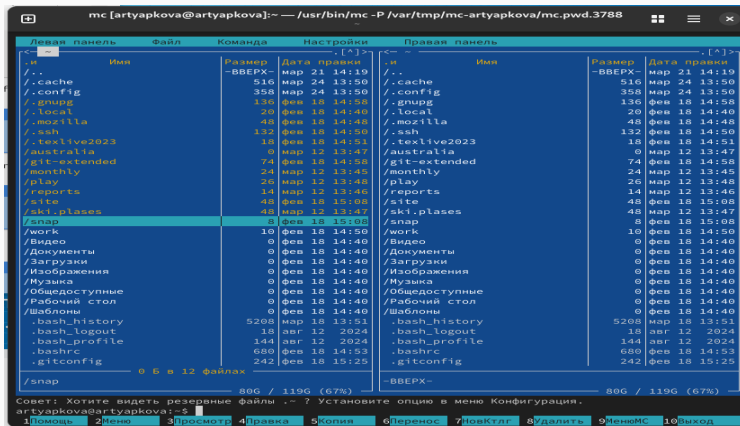 mc [artyapkova@artyapkova]:~ — /usr/bin/mc -P /var/tmp/mc-artyapkova/mc.pwd.3788
Левая панель Файл Команда Настройки Правая панель
<— ~ .[^]> <— ~ .[^]>
.и Имя Размер Дата правки .и Имя Размер Дата правки
/.. -ВВЕРХ- мар 21 14:19 /.. -ВВЕРХ- мар 21 14:19
/.cache 516 мар 24 13:50 /.cache 516 мар 24 13:50
/.config 358 мар 24 13:50 /.config 358 мар 24 13:50
/.gnupg 136 фев 18 14:58 /.gnupg 136 фев 18 14:58
/.local 20 фев 18 14:40 /.local 20 фев 18 14:40
/.mozilla 48 фев 18 14:48 /.mozilla 48 фев 18 14:48
/.ssh 132 фев 18 14:50 /.ssh 132 фев 18 14:50
/.texlive2023 18 фев 18 14:51 /.texlive2023 18 фев 18 14:51
/australia 0 мар 12 13:47 /australia 0 мар 12 13:47
/git-extended 74 фев 18 14:58 /git-extended 74 фев 18 14:58
/monthly 24 мар 12 13:45 /monthly 24 мар 12 13:45
/play 26 мар 12 13:48 /play 26 мар 12 13:48
/reports 14 мар 12 13:46 /reports 14 мар 12 13:46
/site 48 фев 18 15:08 /site 48 фев 18 15:08
/ski.plases 48 мар 12 13:47 /ski.plases 48 мар 12 13:47
/snap 8 фев 18 15:08 /snap 8 фев 18 15:08
/work 10 фев 18 14:50 /work 10 фев 18 14:50
/Видео 0 фев 18 14:40 /Видео 0 фев 18 14:40
/Документы 0 фев 18 14:40 /Документы 0 фев 18 14:40
/Загрузки 0 фев 18 14:40 /Загрузки 0 фев 18 14:40
/Изображения 0 фев 18 14:40 /Изображения 0 фев 18 14:40
/Музыка 0 фев 18 14:40 /Музыка 0 фев 18 14:40
/Общедоступные 0 фев 18 14:40 /Общедоступные 0 фев 18 14:40
/Рабочий стол 0 фев 18 14:40 /Рабочий стол 0 фев 18 14:40
/Шаблоны 0 фев 18 14:40 /Шаблоны 0 фев 18 14:40
.bash_history 5208 мар 18 13:51 .bash_history 5208 мар 18 13:51
.bash_logout 18 авг 12 2024 .bash_logout 18 авг 12 2024
.bash_profile 144 авг 12 2024 .bash_profile 144 авг 12 2024
.bashrc 680 фев 18 14:53 .bashrc 680 фев 18 14:53
.gitconfig 242 фев 18 15:25 .gitconfig 242 фев 18 15:25
0 Б в 12 файлах
/snap -ВВЕРХ-
80G / 119G (67%) 80G / 119G (67%)
Совет: Хотите видеть резервные файлы .~ ? Установите опцию в меню Конфигурация.
artyapkova@artyapkova:~$
1Помощь 2Меню 3Просмотр 4Правка 5Копия 6Перенос 7НовКтлг 8Удалить 9МенюМС 10Выход